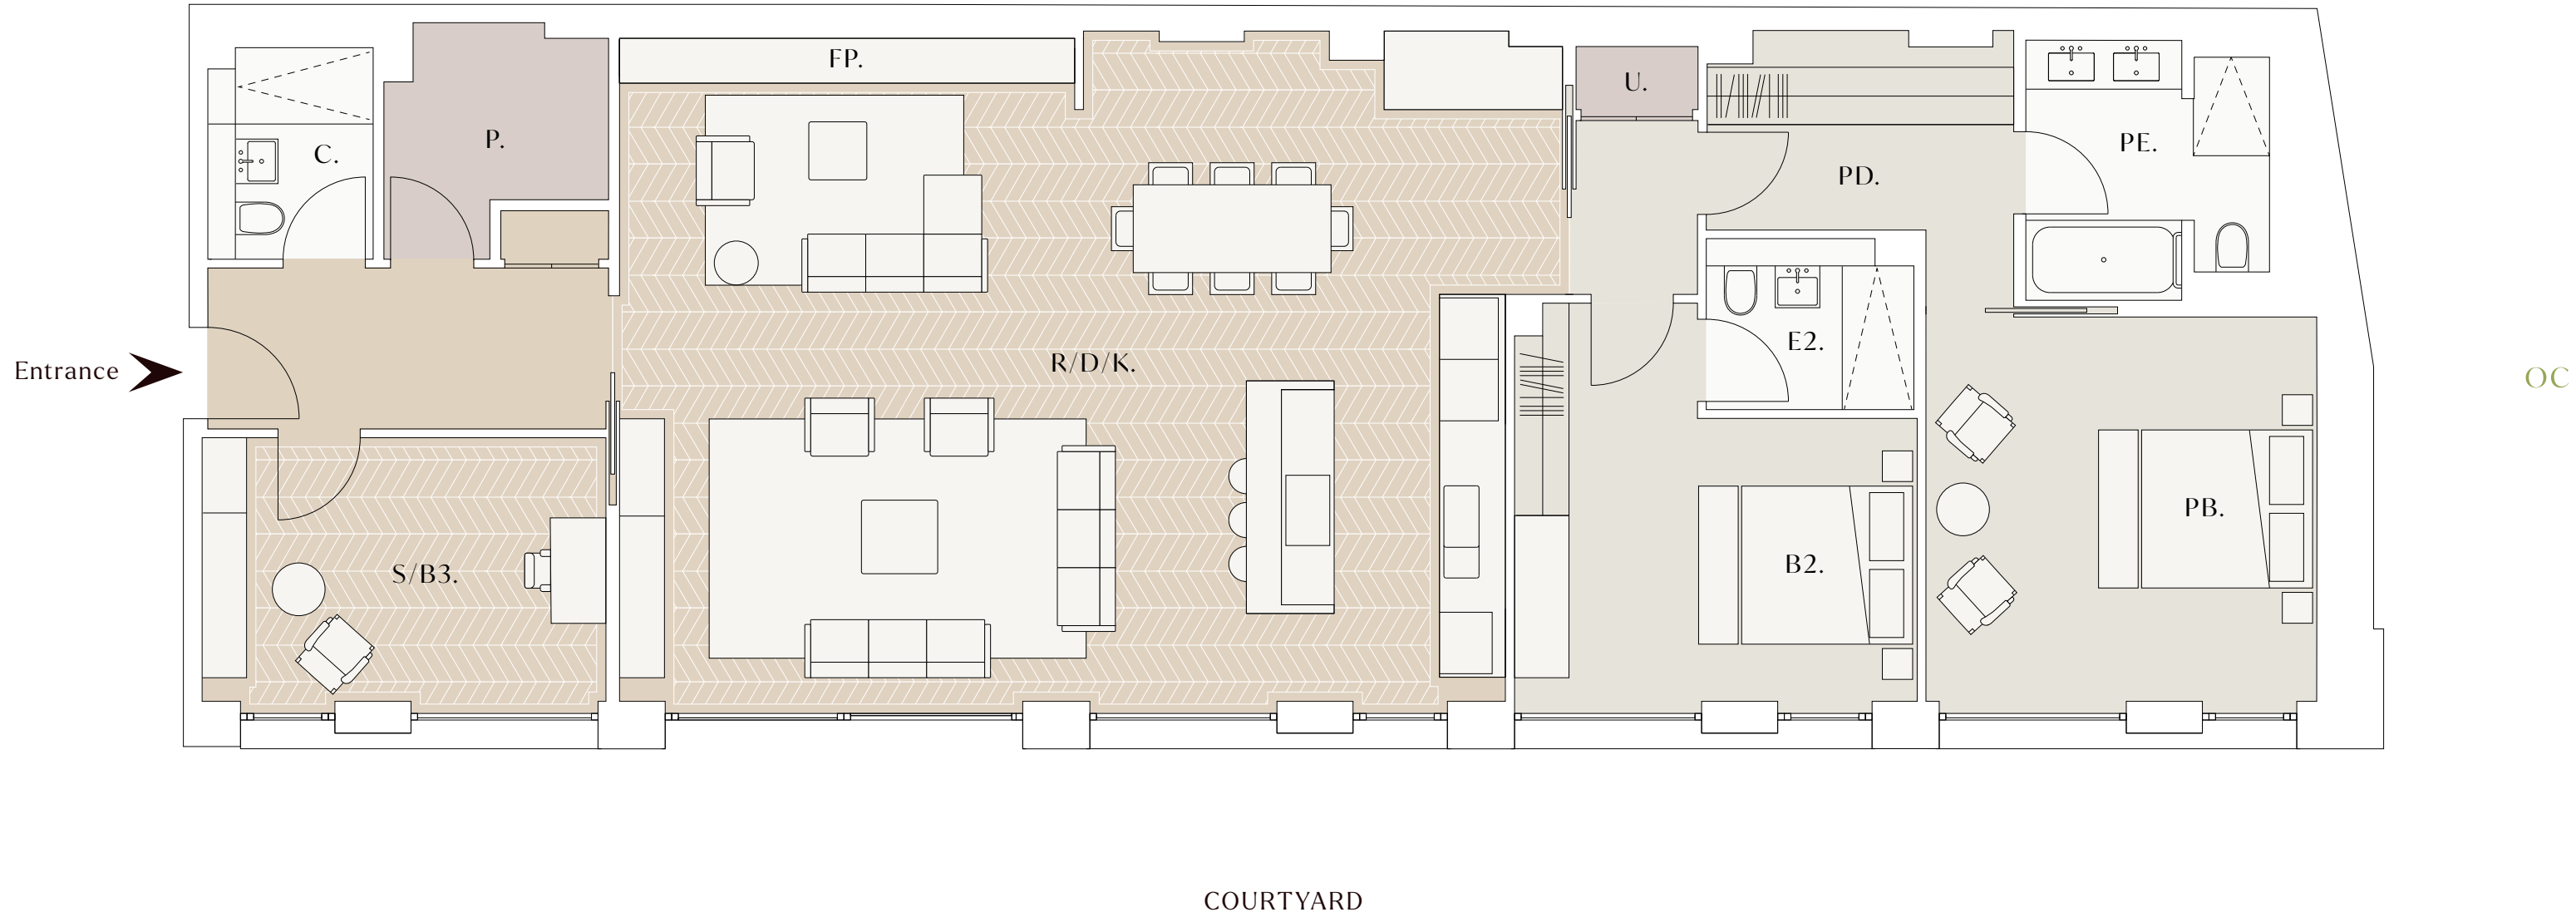 FP.
U.
C.
P.
PE.
PD.
E2.
Entrance
R/D/K.
OC
PB.
B2.
S/B3.
COURTYARD